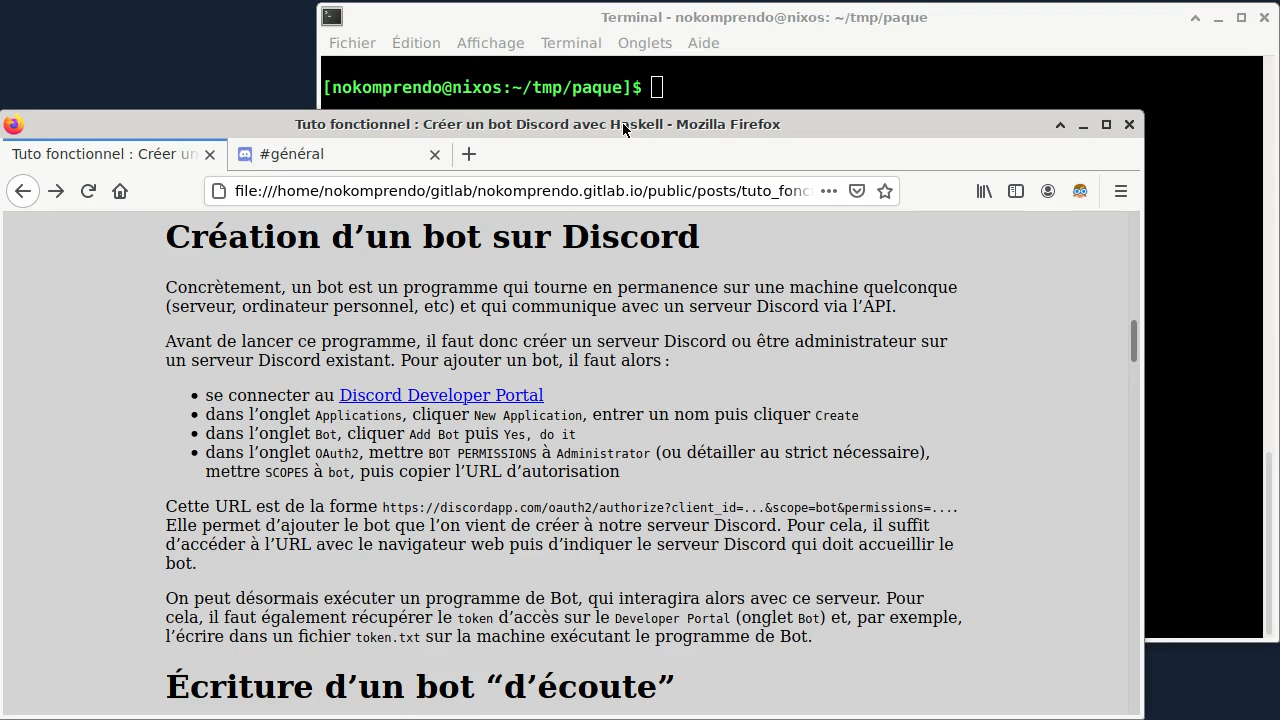 Terminal - nokomprendo@nixos: ~/tmp/paque
Fichier Édition Affichage Terminal Onglets Aide
[nokomprendo@nixos:~/tmp/paque]$
Tuto fonctionnel : Créer un bot Discord avec Haskell - Mozilla Firefox
Tuto fonctionnel : Créer un
#général
file:///home/nokomprendo/gitlab/nokomprendo.gitlab.io/public/posts/tuto_fonc
Création d’un bot sur Discord
Concrètement, un bot est un programme qui tourne en permanence sur une machine quelconque
(serveur, ordinateur personnel, etc) et qui communique avec un serveur Discord via l’API.
Avant de lancer ce programme, il faut donc créer un serveur Discord ou être administrateur sur
un serveur Discord existant. Pour ajouter un bot, il faut alors :
• se connecter au Discord Developer Portal
• dans l’onglet Applications, cliquer New Application, entrer un nom puis cliquer Create
• dans l’onglet Bot, cliquer Add Bot puis Yes, do it
• dans l’onglet OAuth2, mettre BOT PERMISSIONS à Administrator (ou détailler au strict nécessaire),
mettre SCOPES à bot, puis copier l’URL d’autorisation
Cette URL est de la forme https://discordapp.com/oauth2/authorize?client_id=...&scope=bot&permissions=....
Elle permet d’ajouter le bot que l’on vient de créer à notre serveur Discord. Pour cela, il suffit
d’accéder à l’URL avec le navigateur web puis d’indiquer le serveur Discord qui doit accueillir le
bot.
On peut désormais exécuter un programme de Bot, qui interagira alors avec ce serveur. Pour
cela, il faut également récupérer le token d’accès sur le Developer Portal (onglet Bot) et, par exemple,
l’écrire dans un fichier token.txt sur la machine exécutant le programme de Bot.
Écriture d’un bot “d’écoute”